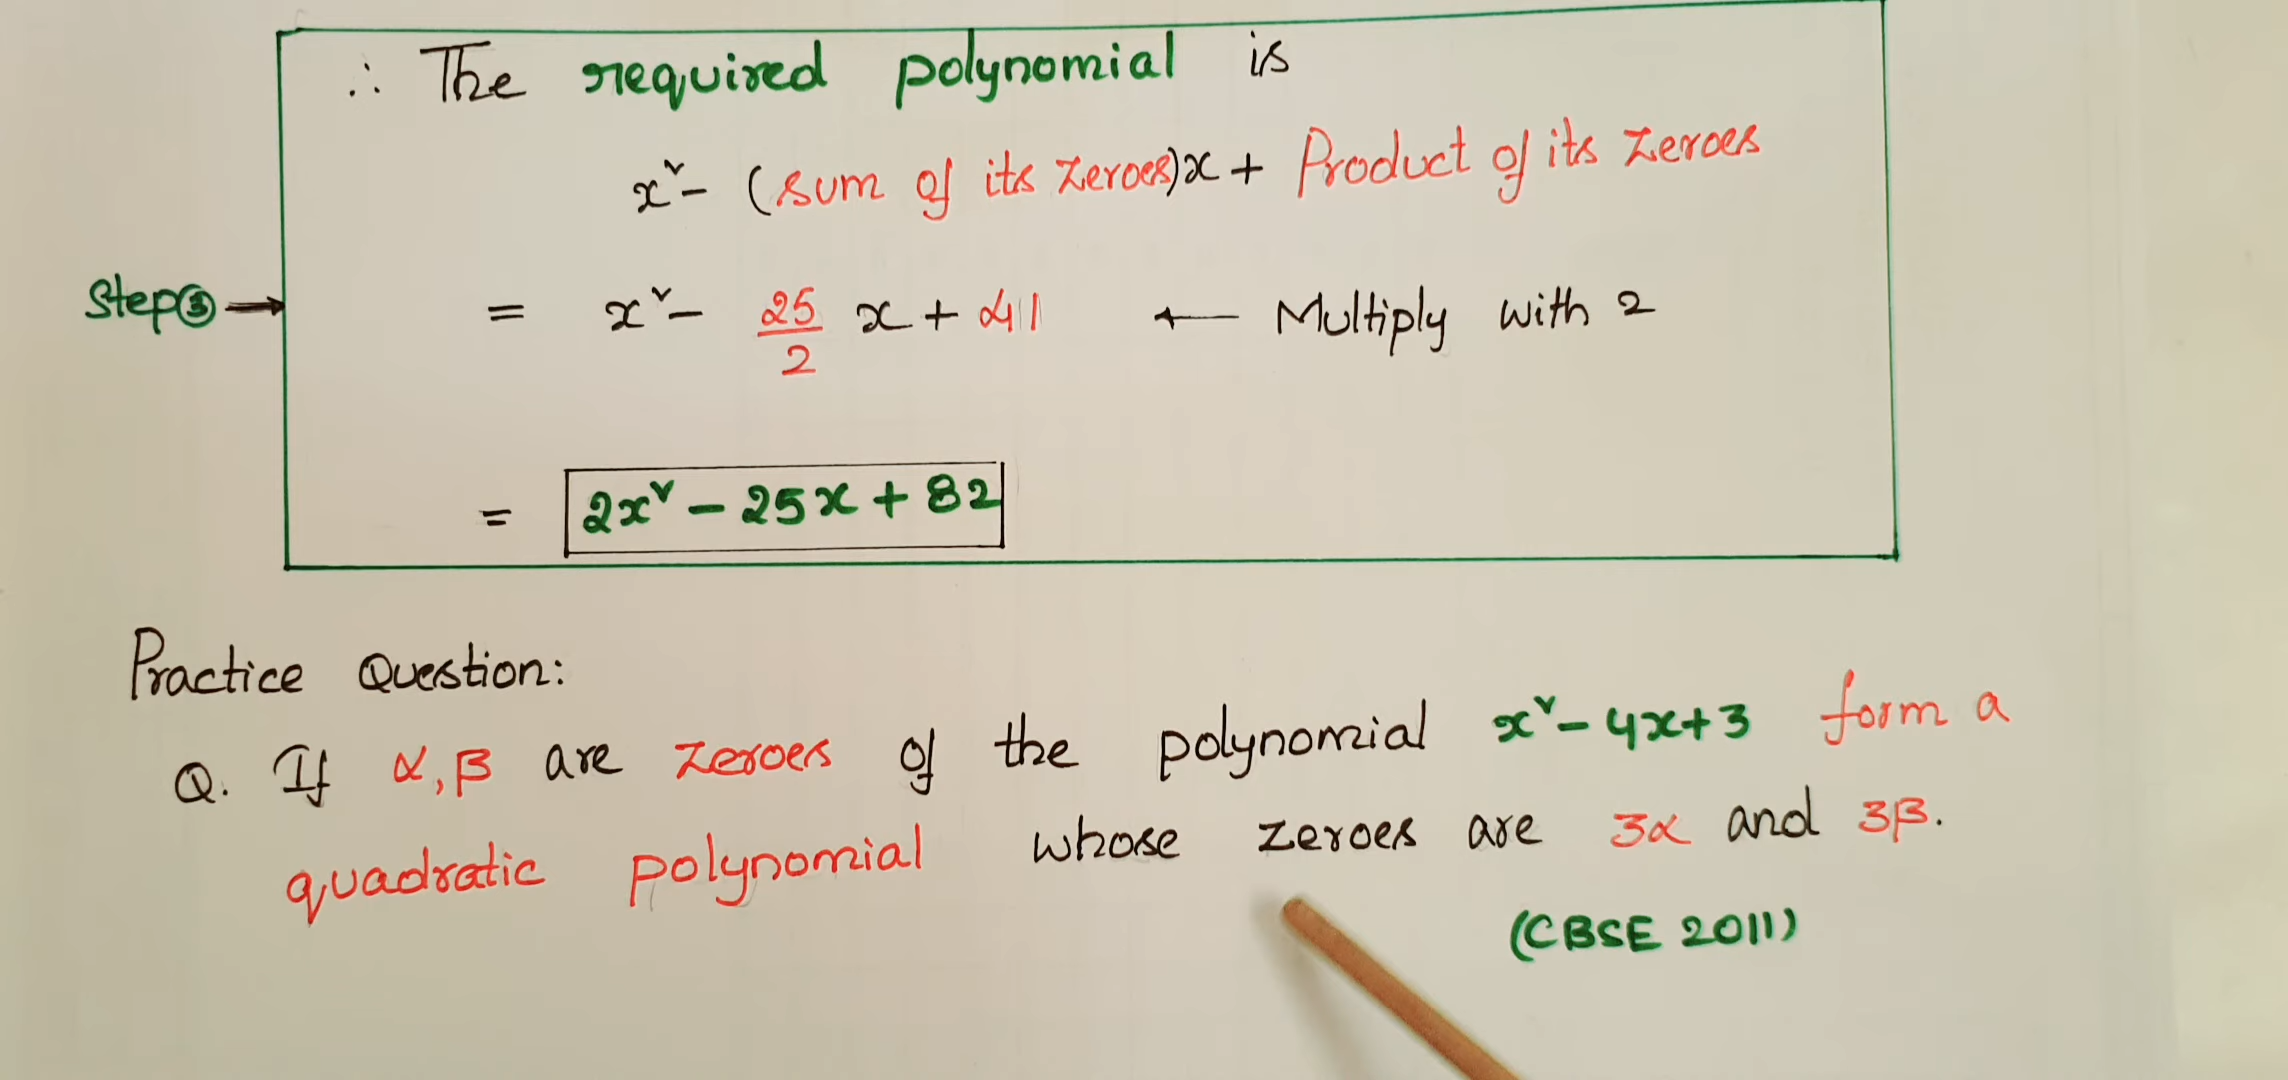 ∴ The required polynomial is
x² - (sum of its zeroes)x + Product of its zeroes
Step③ → = x² - 25/2 x + 41 ← Multiply with 2
= 2x² - 25x + 82
Practice Question:
Q. If α, β are zeroes of the polynomial x² - 4x + 3 form a
quadratic polynomial whose zeroes are 3α and 3β.
(CBSE 2011)